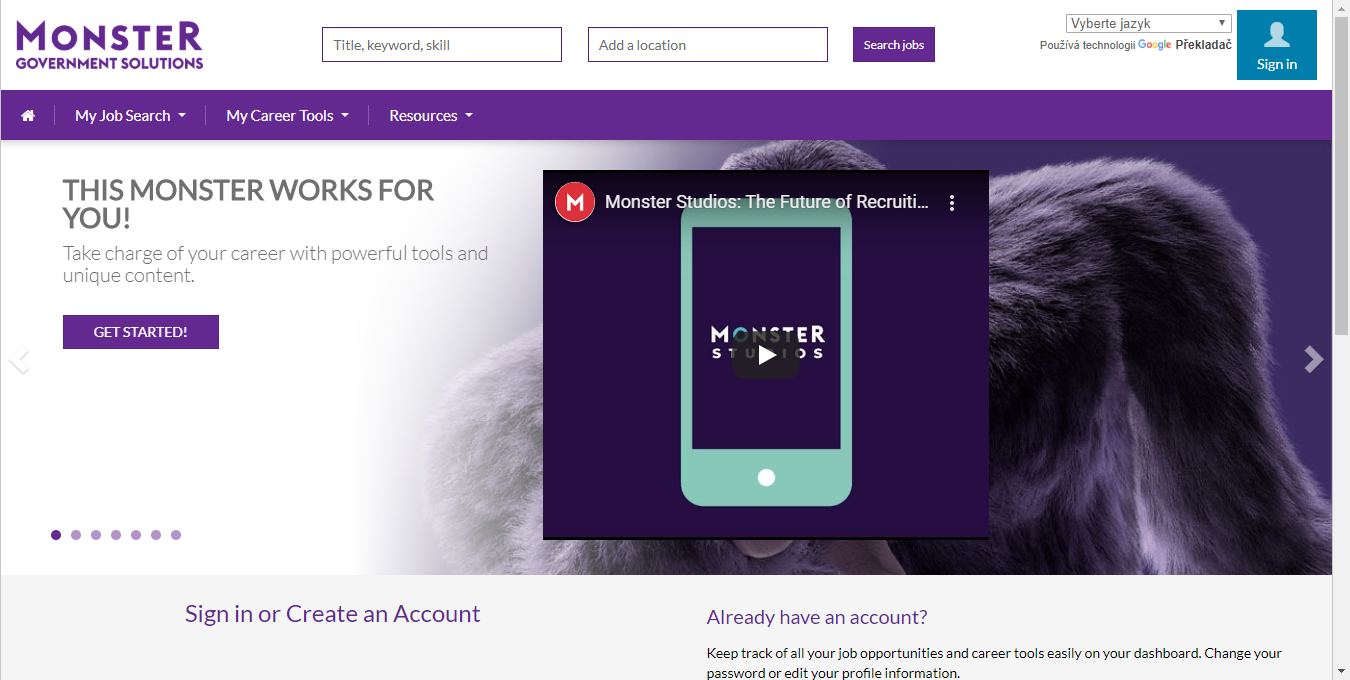 MONSTER
GOVERNMENT SOLUTIONS
Title, keyword, skill
Add a location
Search jobs
Vyberte jazyk
Používá technologii Google Překladač
Sign in
My Job Search
My Career Tools
Resources
THIS MONSTER WORKS FOR
YOU!
Take charge of your career with powerful tools and
unique content.
GET STARTED!
M
Monster Studios: The Future of Recruiti...
MONSTER
STUDIOS
Sign in or Create an Account
Already have an account?
Keep track of all your job opportunities and career tools easily on your dashboard. Change your
password or edit your profile information.